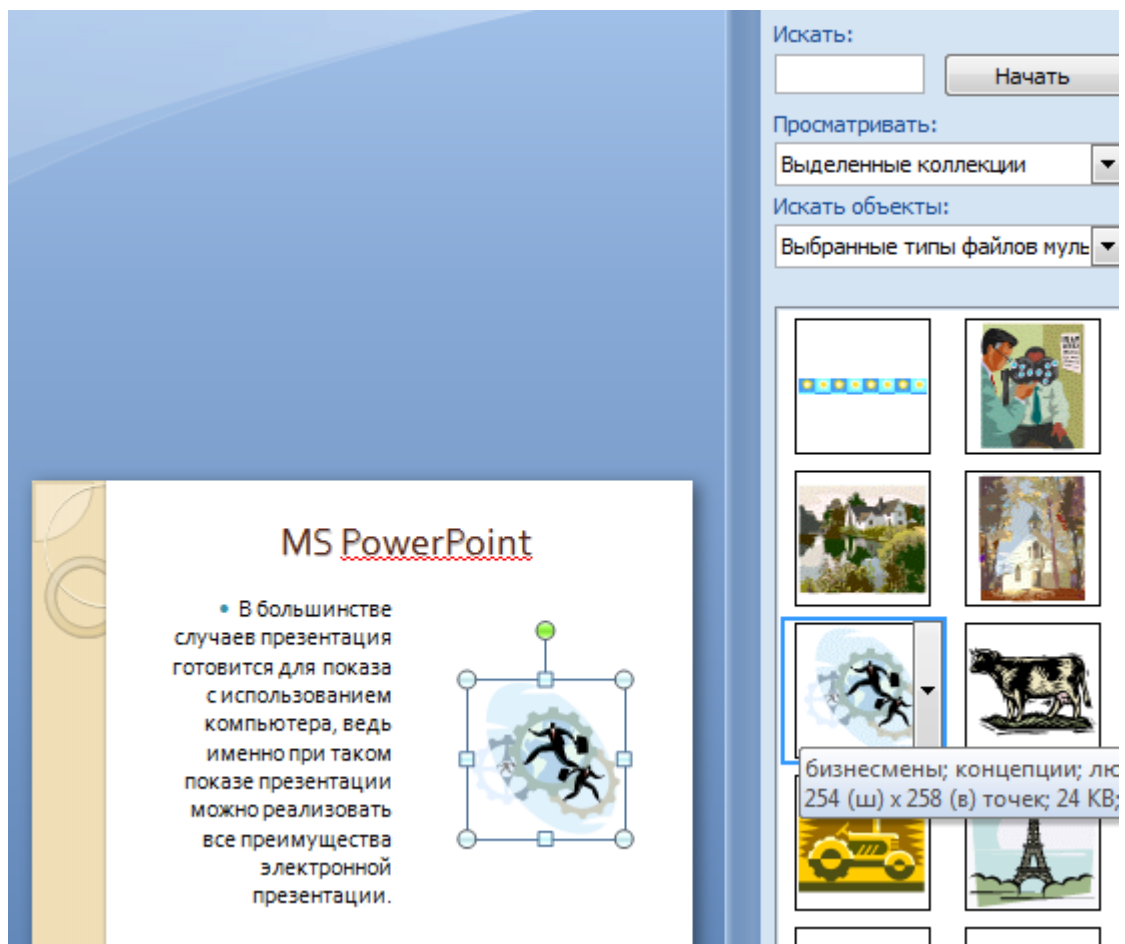 Искать:
Начать
Просматривать:
Выделенные коллекции
Искать объекты:
Выбранные типы файлов муль
MS PowerPoint
• В большинстве
случаев презентация
готовится для показа
с использованием
компьютера, ведь
именно при таком
показе презентации
можно реализовать
все преимущества
электронной
презентации.
бизнесмены; концепции; лю
254 (ш) x 258 (в) точек; 24 KB;